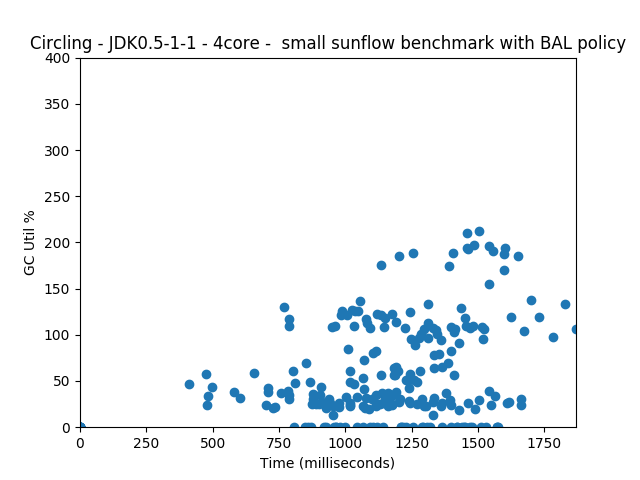 Circling - JDK0.5-1-1 - 4core -  small sunflow benchmark with BAL policy
400
350
300
250
200
150
100
50
0
GC Util %
0 250 500 750 1000 1250 1500 1750
Time (milliseconds)